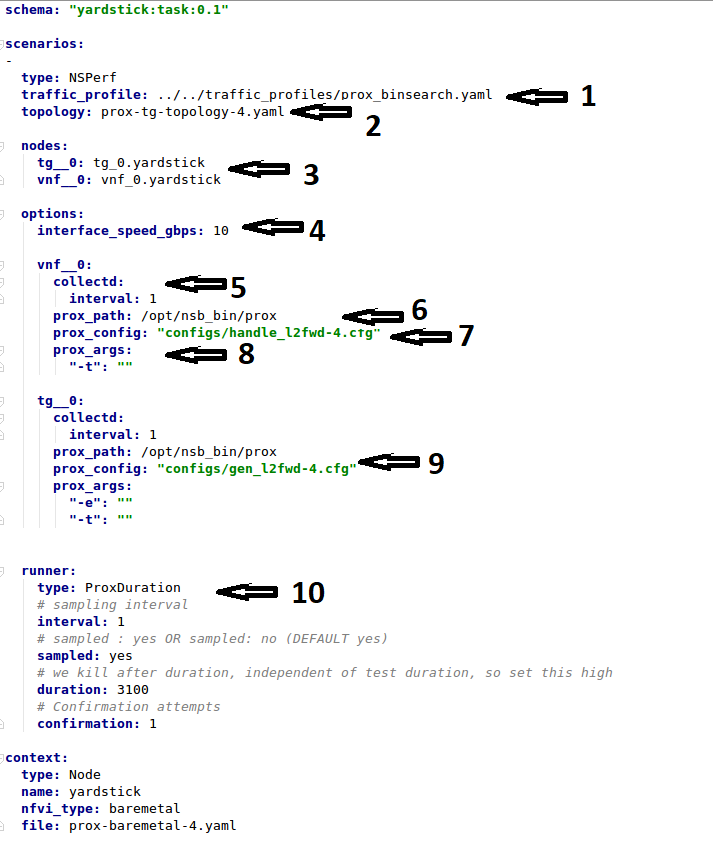 schema: "yardstick:task:0.1"
scenarios:
-
type: NSPerf
traffic_profile: ../../traffic_profiles/prox_binsearch.yaml 1
topology: prox-tg-topology-4.yaml 2
nodes:
tg__0: tg_0.yardstick
vnf__0: vnf_0.yardstick 3
options:
interface_speed_gbps: 10 4
vnf__0:
collectd: 5
interval: 1
prox_path: /opt/nsb_bin/prox 6
prox_config: "configs/handle_l2fwd-4.cfg" 7
prox_args: 8
"-t": ""
tg__0:
collectd:
interval: 1
prox_path: /opt/nsb_bin/prox
prox_config: "configs/gen_l2fwd-4.cfg" 9
prox_args:
"-e": ""
"-t": ""
runner:
type: ProxDuration 10
# sampling interval
interval: 1
# sampled : yes OR sampled: no (DEFAULT yes)
sampled: yes
# we kill after duration, independent of test duration, so set this high
duration: 3100
# Confirmation attempts
confirmation: 1
context:
type: Node
name: yardstick
nfvi_type: baremetal
file: prox-baremetal-4.yaml